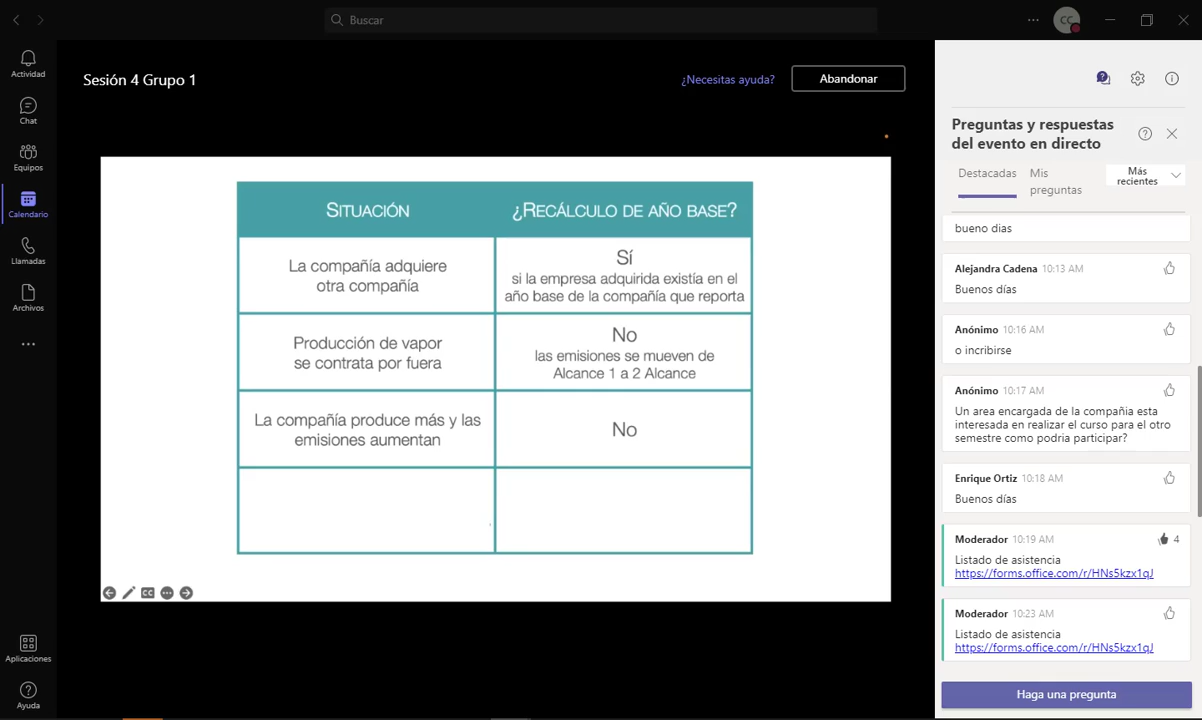 Buscar
CC
Actividad
Chat
Equipos
Calendario
Llamadas
Archivos
Aplicaciones
Ayuda
Sesión 4 Grupo 1
¿Necesitas ayuda?
Abandonar
SITUACIÓN
¿RECÁLCULO DE AÑO BASE?
La compañía adquiere
otra compañía
Sí
si la empresa adquirida existía en el
año base de la compañía que reporta
Producción de vapor
se contrata por fuera
No
las emisiones se mueven de
Alcance 1 a 2 Alcance
La compañía produce más y las
emisiones aumentan
No
CC
Preguntas y respuestas
del evento en directo
Destacadas
Mis
preguntas
Más
recientes
bueno dias
Alejandra Cadena 10:13 AM
Buenos días
Anónimo 10:16 AM
o incribirse
Anónimo 10:17 AM
Un area encargada de la compañia esta
interesada en realizar el curso para el otro
semestre como podria participar?
Enrique Ortiz 10:18 AM
Buenos días
Moderador 10:19 AM
4
Listado de asistencia
https://forms.office.com/r/HNs5kzx1qJ
Moderador 10:23 AM
Listado de asistencia
https://forms.office.com/r/HNs5kzx1qJ
Haga una pregunta